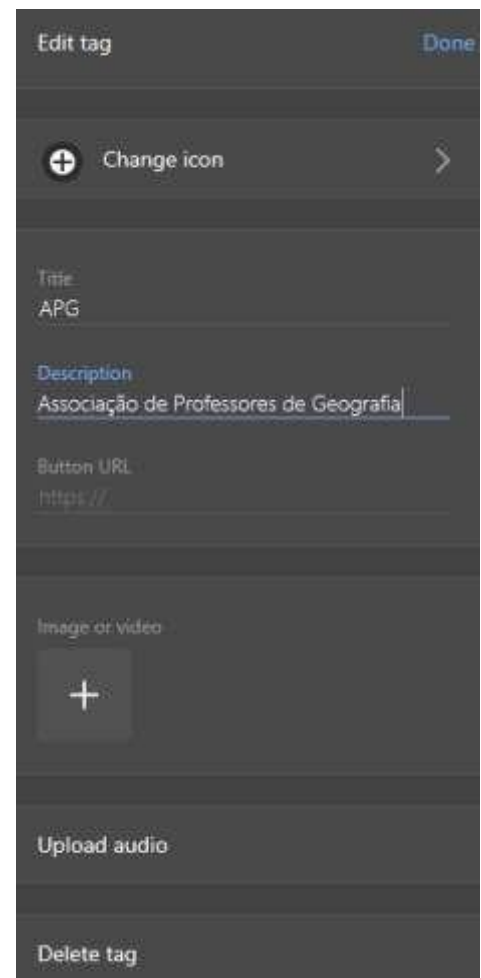 Edit tag
Done
Change icon
Title
APG
Description
Associação de Professores de Geografia
Button URL
https://
Image or video
Upload audio
Delete tag